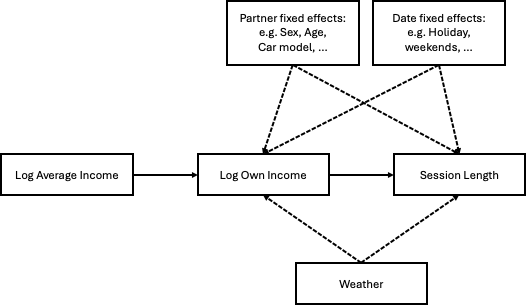 Partner fixed effects:
e.g. Sex, Age,
Car model, ...
Date fixed effects:
e.g. Holiday,
weekends, ...
Log Average Income
Log Own Income
Session Length
Weather